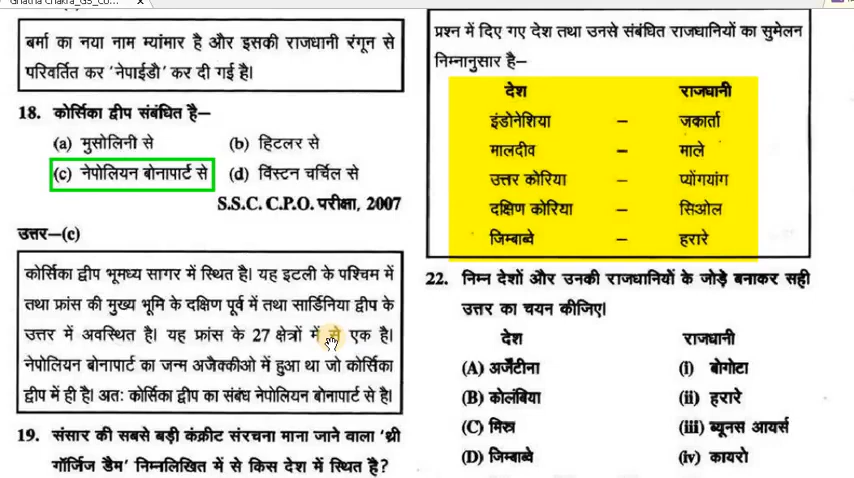 Ghatna Chakra_GS_Co...
बर्मा का नया नाम म्यांमार है और इसकी राजधानी रंगून से
परिवर्तित कर 'नेपाईडौ' कर दी गई है।
18. कोर्सिका द्वीप संबंधित है–
(a) मुसोलिनी से (b) हिटलर से
(c) नेपोलियन बोनापार्ट से (d) विंस्टन चर्चिल से
S.S.C. C.P.O. परीक्षा, 2007
उत्तर—(c)
कोर्सिका द्वीप भूमध्य सागर में स्थित है। यह इटली के पश्चिम में
तथा फ्रांस की मुख्य भूमि के दक्षिण पूर्व में तथा सार्डिनिया द्वीप के
उत्तर में अवस्थित है। यह फ्रांस के 27 क्षेत्रों में से एक है।
नेपोलियन बोनापार्ट का जन्म अजैक्कीओ में हुआ था जो कोर्सिका
द्वीप में ही है। अतः कोर्सिका द्वीप का संबंध नेपोलियन बोनापार्ट से है।
19. संसार की सबसे बड़ी कंक्रीट संरचना माना जाने वाला 'थ्री
गॉर्जिज डैम' निम्नलिखित में से किस देश में स्थित है?
प्रश्न में दिए गए देश तथा उनसे संबंधित राजधानियों का सुमेलन
निम्नानुसार है–
देश राजधानी
इंडोनेशिया – जकार्ता
मालदीव – माले
उत्तर कोरिया – प्योंगयांग
दक्षिण कोरिया – सिओल
जिम्बाब्वे – हरारे
22. निम्न देशों और उनकी राजधानियों के जोड़े बनाकर सही
उत्तर का चयन कीजिए।
देश राजधानी
(A) अर्जेंटीना (i) बोगोटा
(B) कोलंबिया (ii) हरारे
(C) मिस्र (iii) ब्यूनस आयर्स
(D) जिम्बाब्वे (iv) कायरो